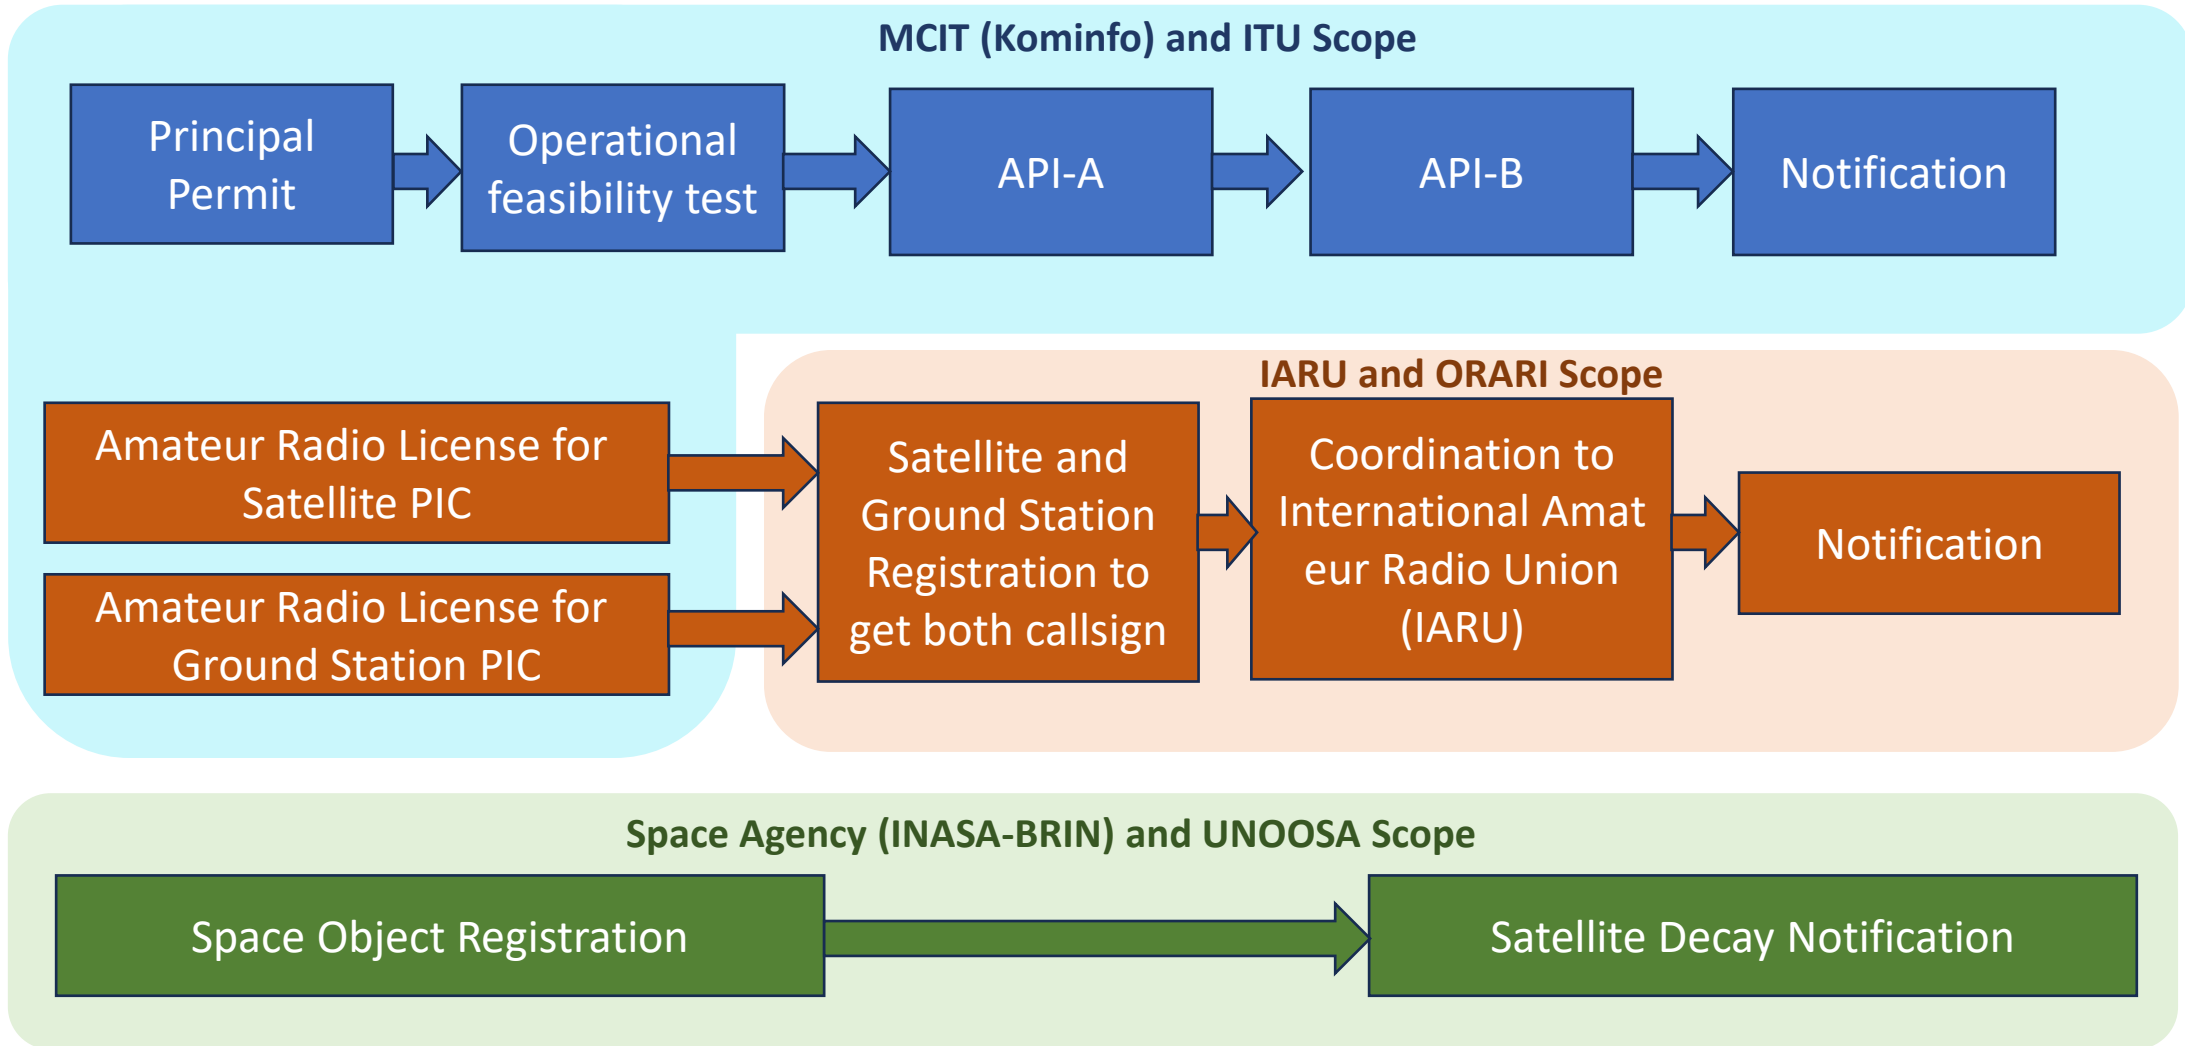 MCIT (Kominfo) and ITU Scope
Principal
Permit
Operational
feasibility test
API-A
API-B
Notification
IARU and ORARI Scope
Amateur Radio License for
Satellite PIC
Amateur Radio License for
Ground Station PIC
Satellite and
Ground Station
Registration to
get both callsign
Coordination to
International Amat
eur Radio Union
(IARU)
Notification
Space Agency (INASA-BRIN) and UNOOSA Scope
Space Object Registration
Satellite Decay Notification